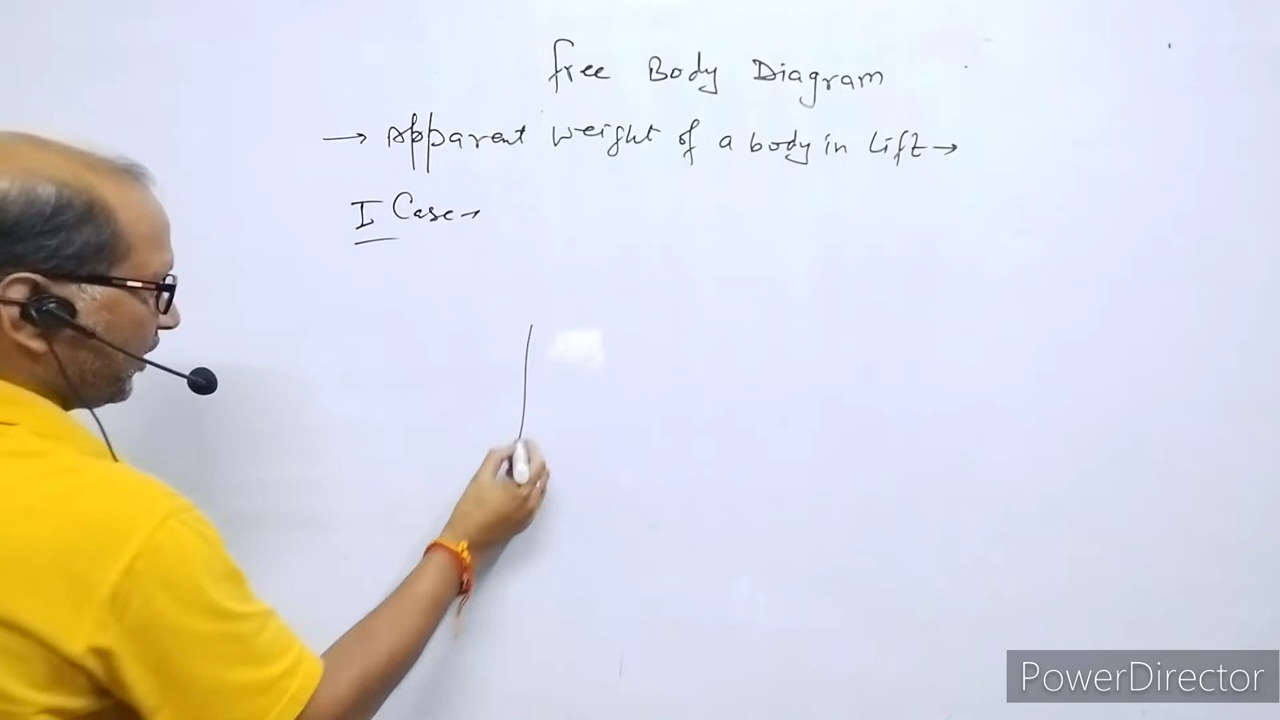 free Body Diagram
→ Apparent weight of a body in Lift →
I Case →
PowerDirector